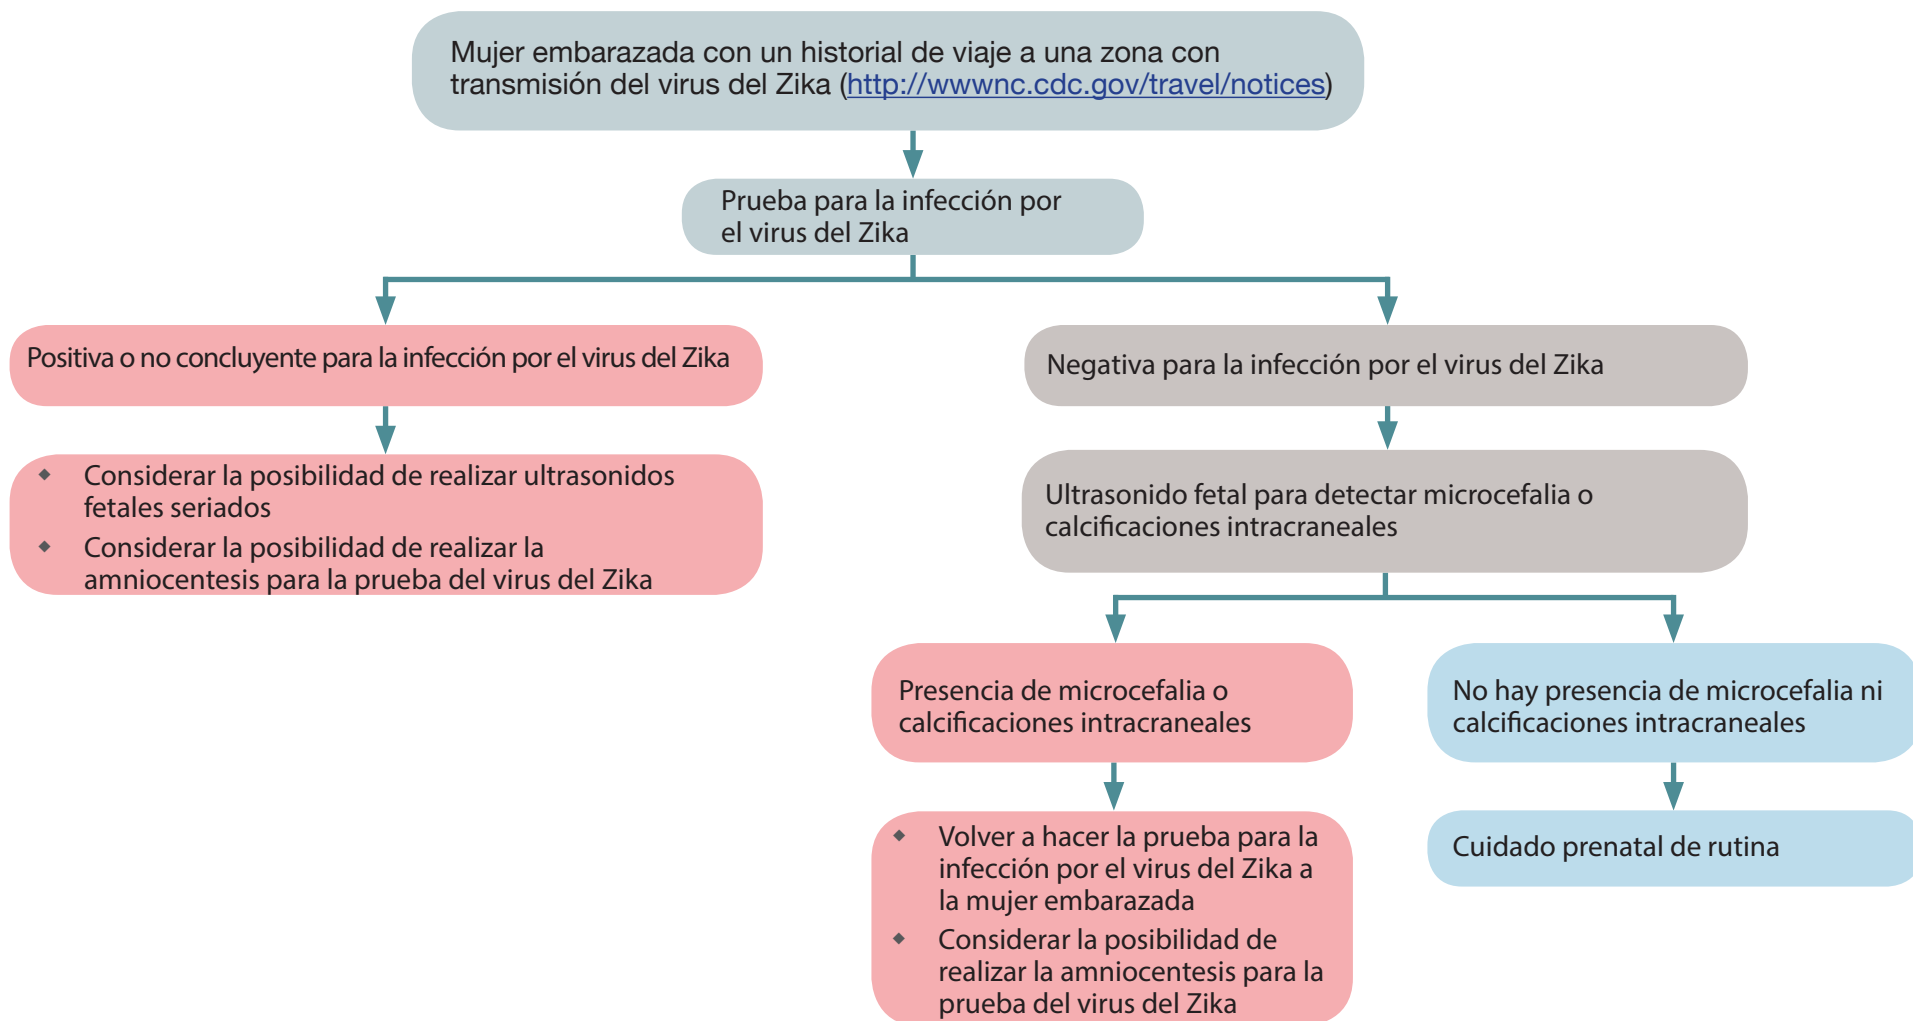 Mujer embarazada con un historial de viaje a una zona con
transmisión del virus del Zika (http://wwwnc.cdc.gov/travel/notices)
Prueba para la infección por
el virus del Zika
Positiva o no concluyente para la infección por el virus del Zika
Negativa para la infección por el virus del Zika
◆ Considerar la posibilidad de realizar ultrasonidos
fetales seriados
◆ Considerar la posibilidad de realizar la
amniocentesis para la prueba del virus del Zika
Ultrasonido fetal para detectar microcefalia o
calcificaciones intracraneales
Presencia de microcefalia o
calcificaciones intracraneales
No hay presencia de microcefalia ni
calcificaciones intracraneales
◆ Volver a hacer la prueba para la
infección por el virus del Zika a
la mujer embarazada
◆ Considerar la posibilidad de
realizar la amniocentesis para la
prueba del virus del Zika
Cuidado prenatal de rutina